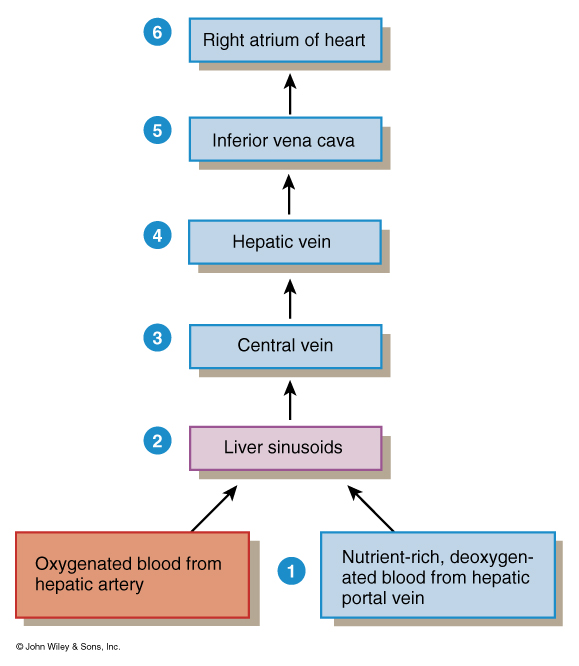 6
Right atrium of heart
5
Inferior vena cava
4
Hepatic vein
3
Central vein
2
Liver sinusoids
Oxygenated blood from
hepatic artery
1
Nutrient-rich, deoxygen-
ated blood from hepatic
portal vein
© John Wiley & Sons, Inc.